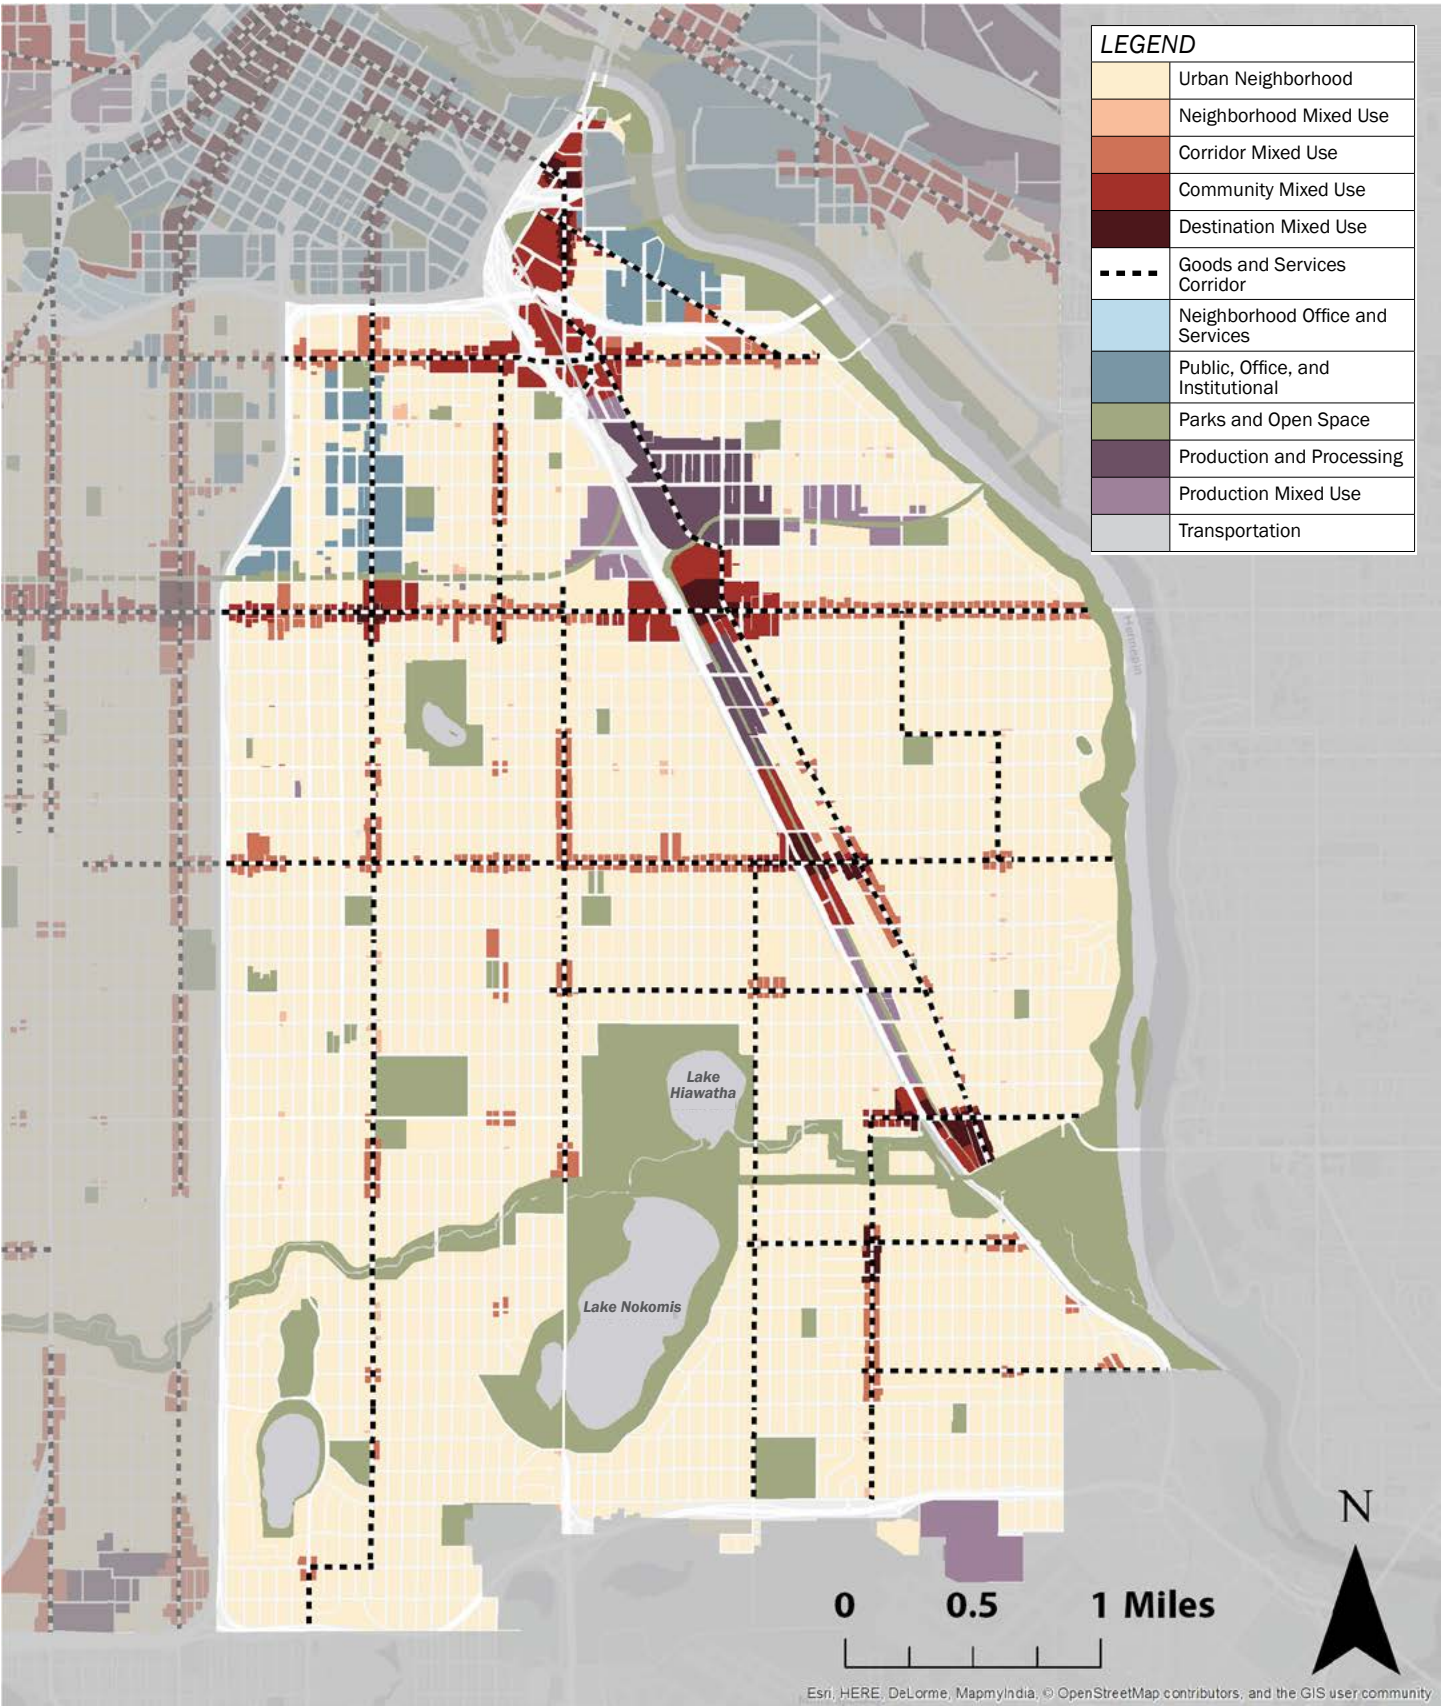 LEGEND
Urban Neighborhood
Neighborhood Mixed Use
Corridor Mixed Use
Community Mixed Use
Destination Mixed Use
Goods and Services
Corridor
Neighborhood Office and
Services
Public, Office, and
Institutional
Parks and Open Space
Production and Processing
Production Mixed Use
Transportation
Hennepin
Lake
Hiawatha
Lake Nokomis
N
0 0.5 1 Miles
Esri, HERE, DeLorme, MapmyIndia, © OpenStreetMap contributors, and the GIS user community